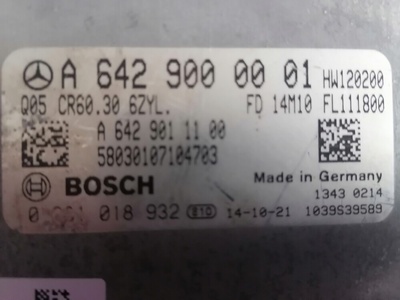 A 642 900 00 01 HW120200
Q05 CR60.30 6ZYL. FD 14M10 FL111800
A 642 901 11 00
58030107104703
BOSCH Made in Germany
1343 0214
018 932 E10 14-10-21 1039S39589